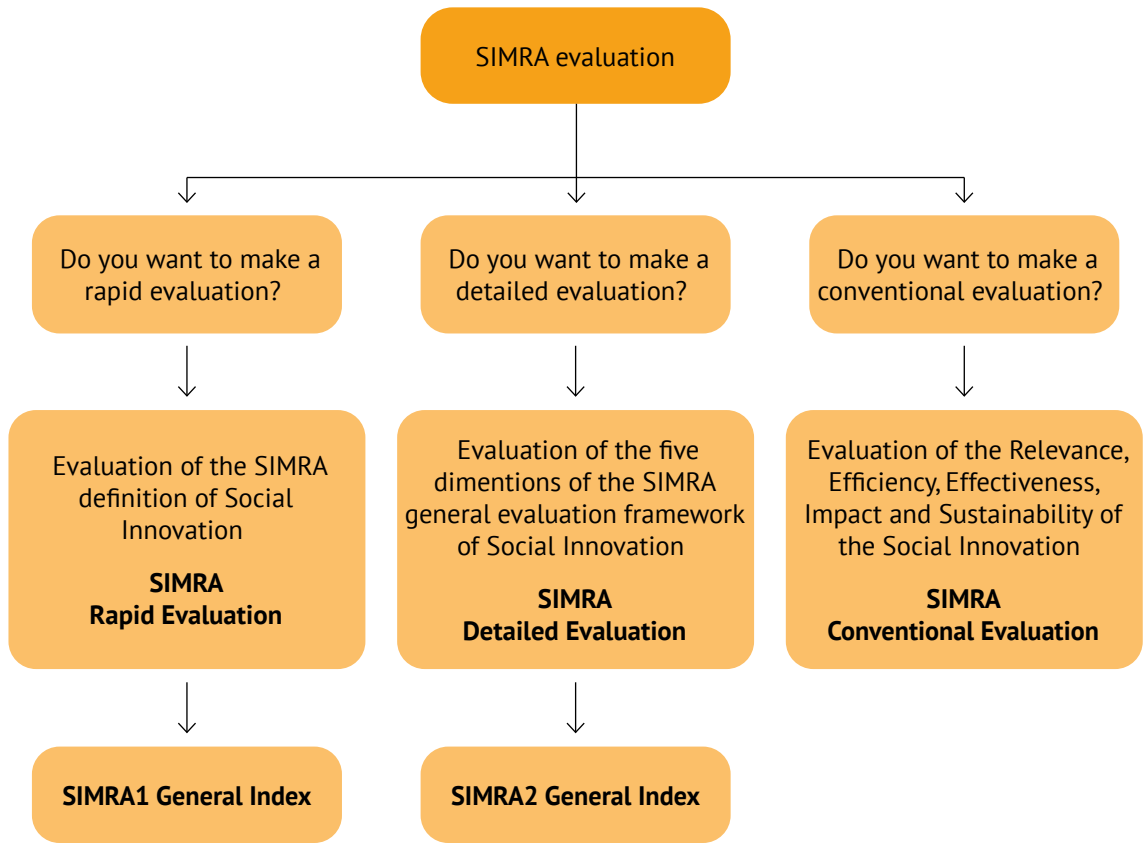 SIMRA evaluation
Do you want to make a
rapid evaluation?
Do you want to make a
detailed evaluation?
Do you want to make a
conventional evaluation?
Evaluation of the SIMRA
definition of Social
Innovation
SIMRA
Rapid Evaluation
Evaluation of the five
dimentions of the SIMRA
general evaluation framework
of Social Innovation
SIMRA
Detailed Evaluation
Evaluation of the Relevance,
Efficiency, Effectiveness,
Impact and Sustainability of
the Social Innovation
SIMRA
Conventional Evaluation
SIMRA1 General Index
SIMRA2 General Index